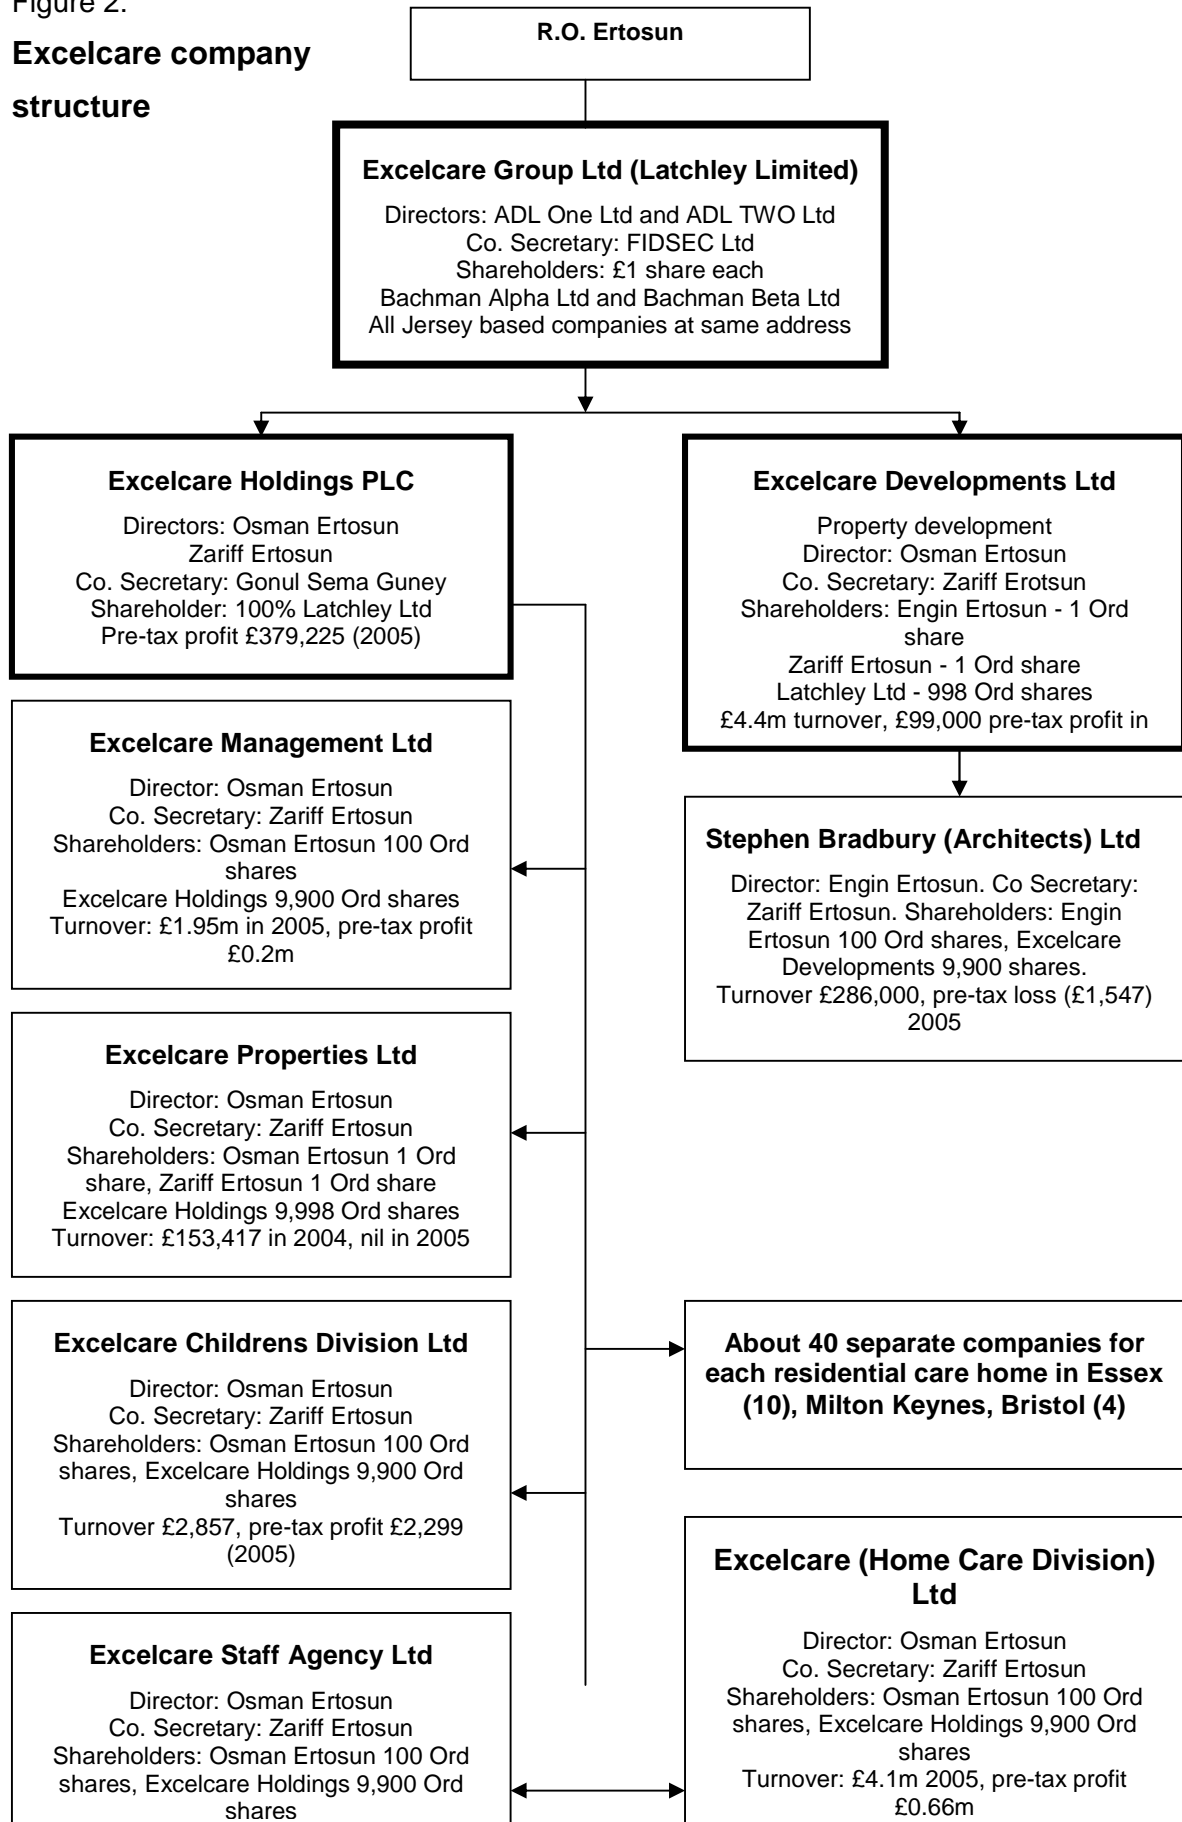 Figure 2.
Excelcare company
structure
R.O. Ertosun
Excelcare Group Ltd (Latchley Limited)
Directors: ADL One Ltd and ADL TWO Ltd
Co. Secretary: FIDSEC Ltd
Shareholders: £1 share each
Bachman Alpha Ltd and Bachman Beta Ltd
All Jersey based companies at same address
Excelcare Holdings PLC
Directors: Osman Ertosun
Zariff Ertosun
Co. Secretary: Gonul Sema Guney
Shareholder: 100% Latchley Ltd
Pre-tax profit £379,225 (2005)
Excelcare Developments Ltd
Property development
Director: Osman Ertosun
Co. Secretary: Zariff Erotsun
Shareholders: Engin Ertosun - 1 Ord
share
Zariff Ertosun - 1 Ord share
Latchley Ltd - 998 Ord shares
£4.4m turnover, £99,000 pre-tax profit in
Excelcare Management Ltd
Director: Osman Ertosun
Co. Secretary: Zariff Ertosun
Shareholders: Osman Ertosun 100 Ord
shares
Excelcare Holdings 9,900 Ord shares
Turnover: £1.95m in 2005, pre-tax profit
£0.2m
Stephen Bradbury (Architects) Ltd
Director: Engin Ertosun. Co Secretary:
Zariff Ertosun. Shareholders: Engin
Ertosun 100 Ord shares, Excelcare
Developments 9,900 shares.
Turnover £286,000, pre-tax loss (£1,547)
2005
Excelcare Properties Ltd
Director: Osman Ertosun
Co. Secretary: Zariff Ertosun
Shareholders: Osman Ertosun 1 Ord
share, Zariff Ertosun 1 Ord share
Excelcare Holdings 9,998 Ord shares
Turnover: £153,417 in 2004, nil in 2005
Excelcare Childrens Division Ltd
Director: Osman Ertosun
Co. Secretary: Zariff Ertosun
Shareholders: Osman Ertosun 100 Ord
shares, Excelcare Holdings 9,900 Ord
shares
Turnover £2,857, pre-tax profit £2,299
(2005)
About 40 separate companies for
each residential care home in Essex
(10), Milton Keynes, Bristol (4)
Excelcare Staff Agency Ltd
Director: Osman Ertosun
Co. Secretary: Zariff Ertosun
Shareholders: Osman Ertosun 100 Ord
shares, Excelcare Holdings 9,900 Ord
shares
Excelcare (Home Care Division)
Ltd
Director: Osman Ertosun
Co. Secretary: Zariff Ertosun
Shareholders: Osman Ertosun 100 Ord
shares, Excelcare Holdings 9,900 Ord
shares
Turnover: £4.1m 2005, pre-tax profit
£0.66m